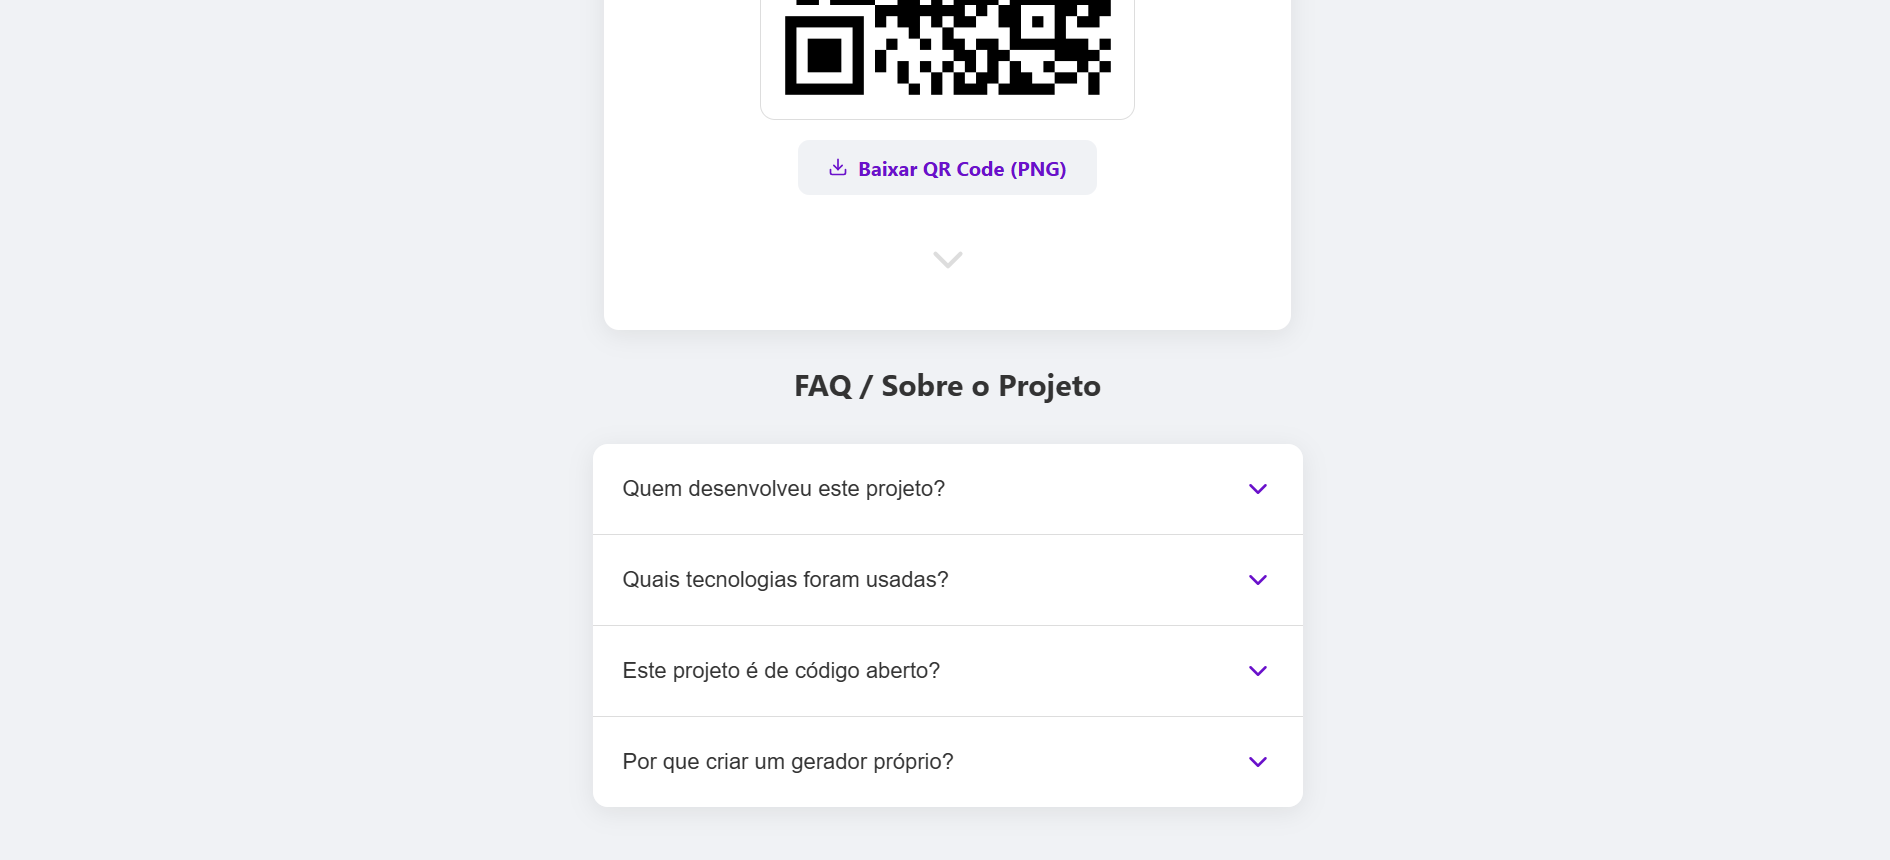 Baixar QR Code (PNG)
FAQ / Sobre o Projeto
Quem desenvolveu este projeto?
Quais tecnologias foram usadas?
Este projeto é de código aberto?
Por que criar um gerador próprio?